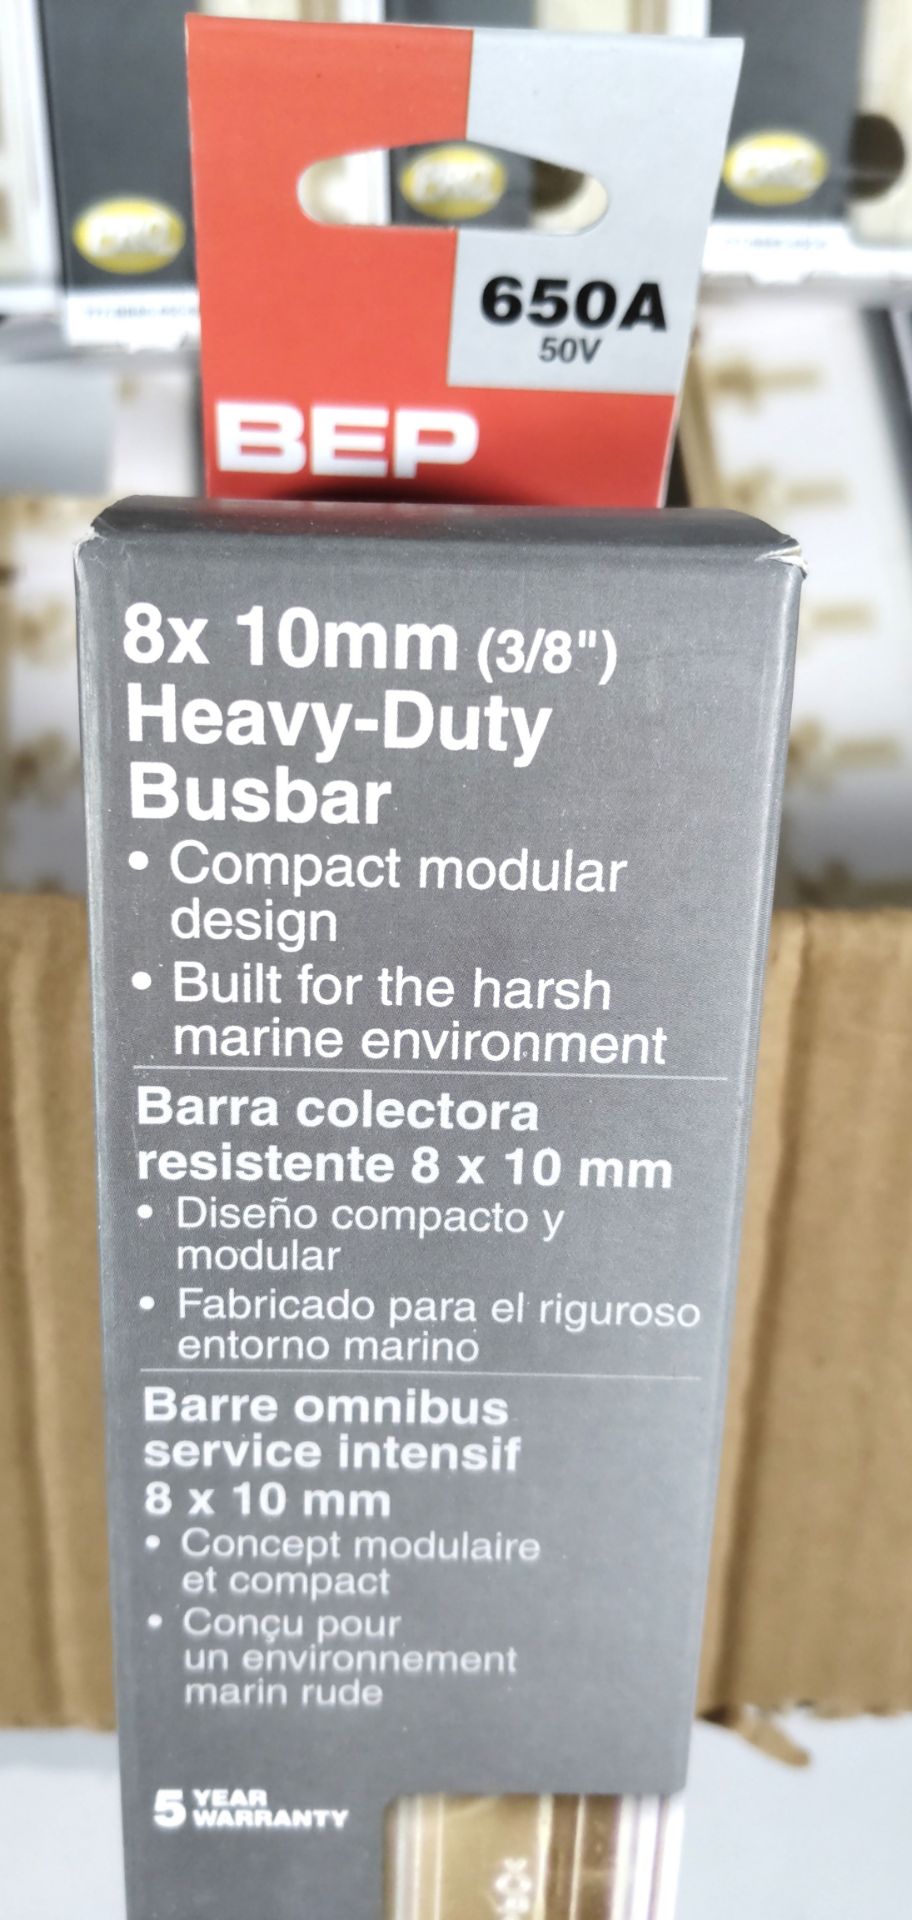 650A
50V
BEP
8x 10mm (3/8")
Heavy-Duty
Busbar
• Compact modular
design
• Built for the harsh
marine environment
Barra colectora
resistente 8 x 10 mm
• Diseño compacto y
modular
• Fabricado para el riguroso
entorno marino
Barre omnibus
service intensif
8 x 10 mm
• Concept modulaire
et compact
• Conçu pour
un environnement
marin rude
5 YEAR
WARRANTY